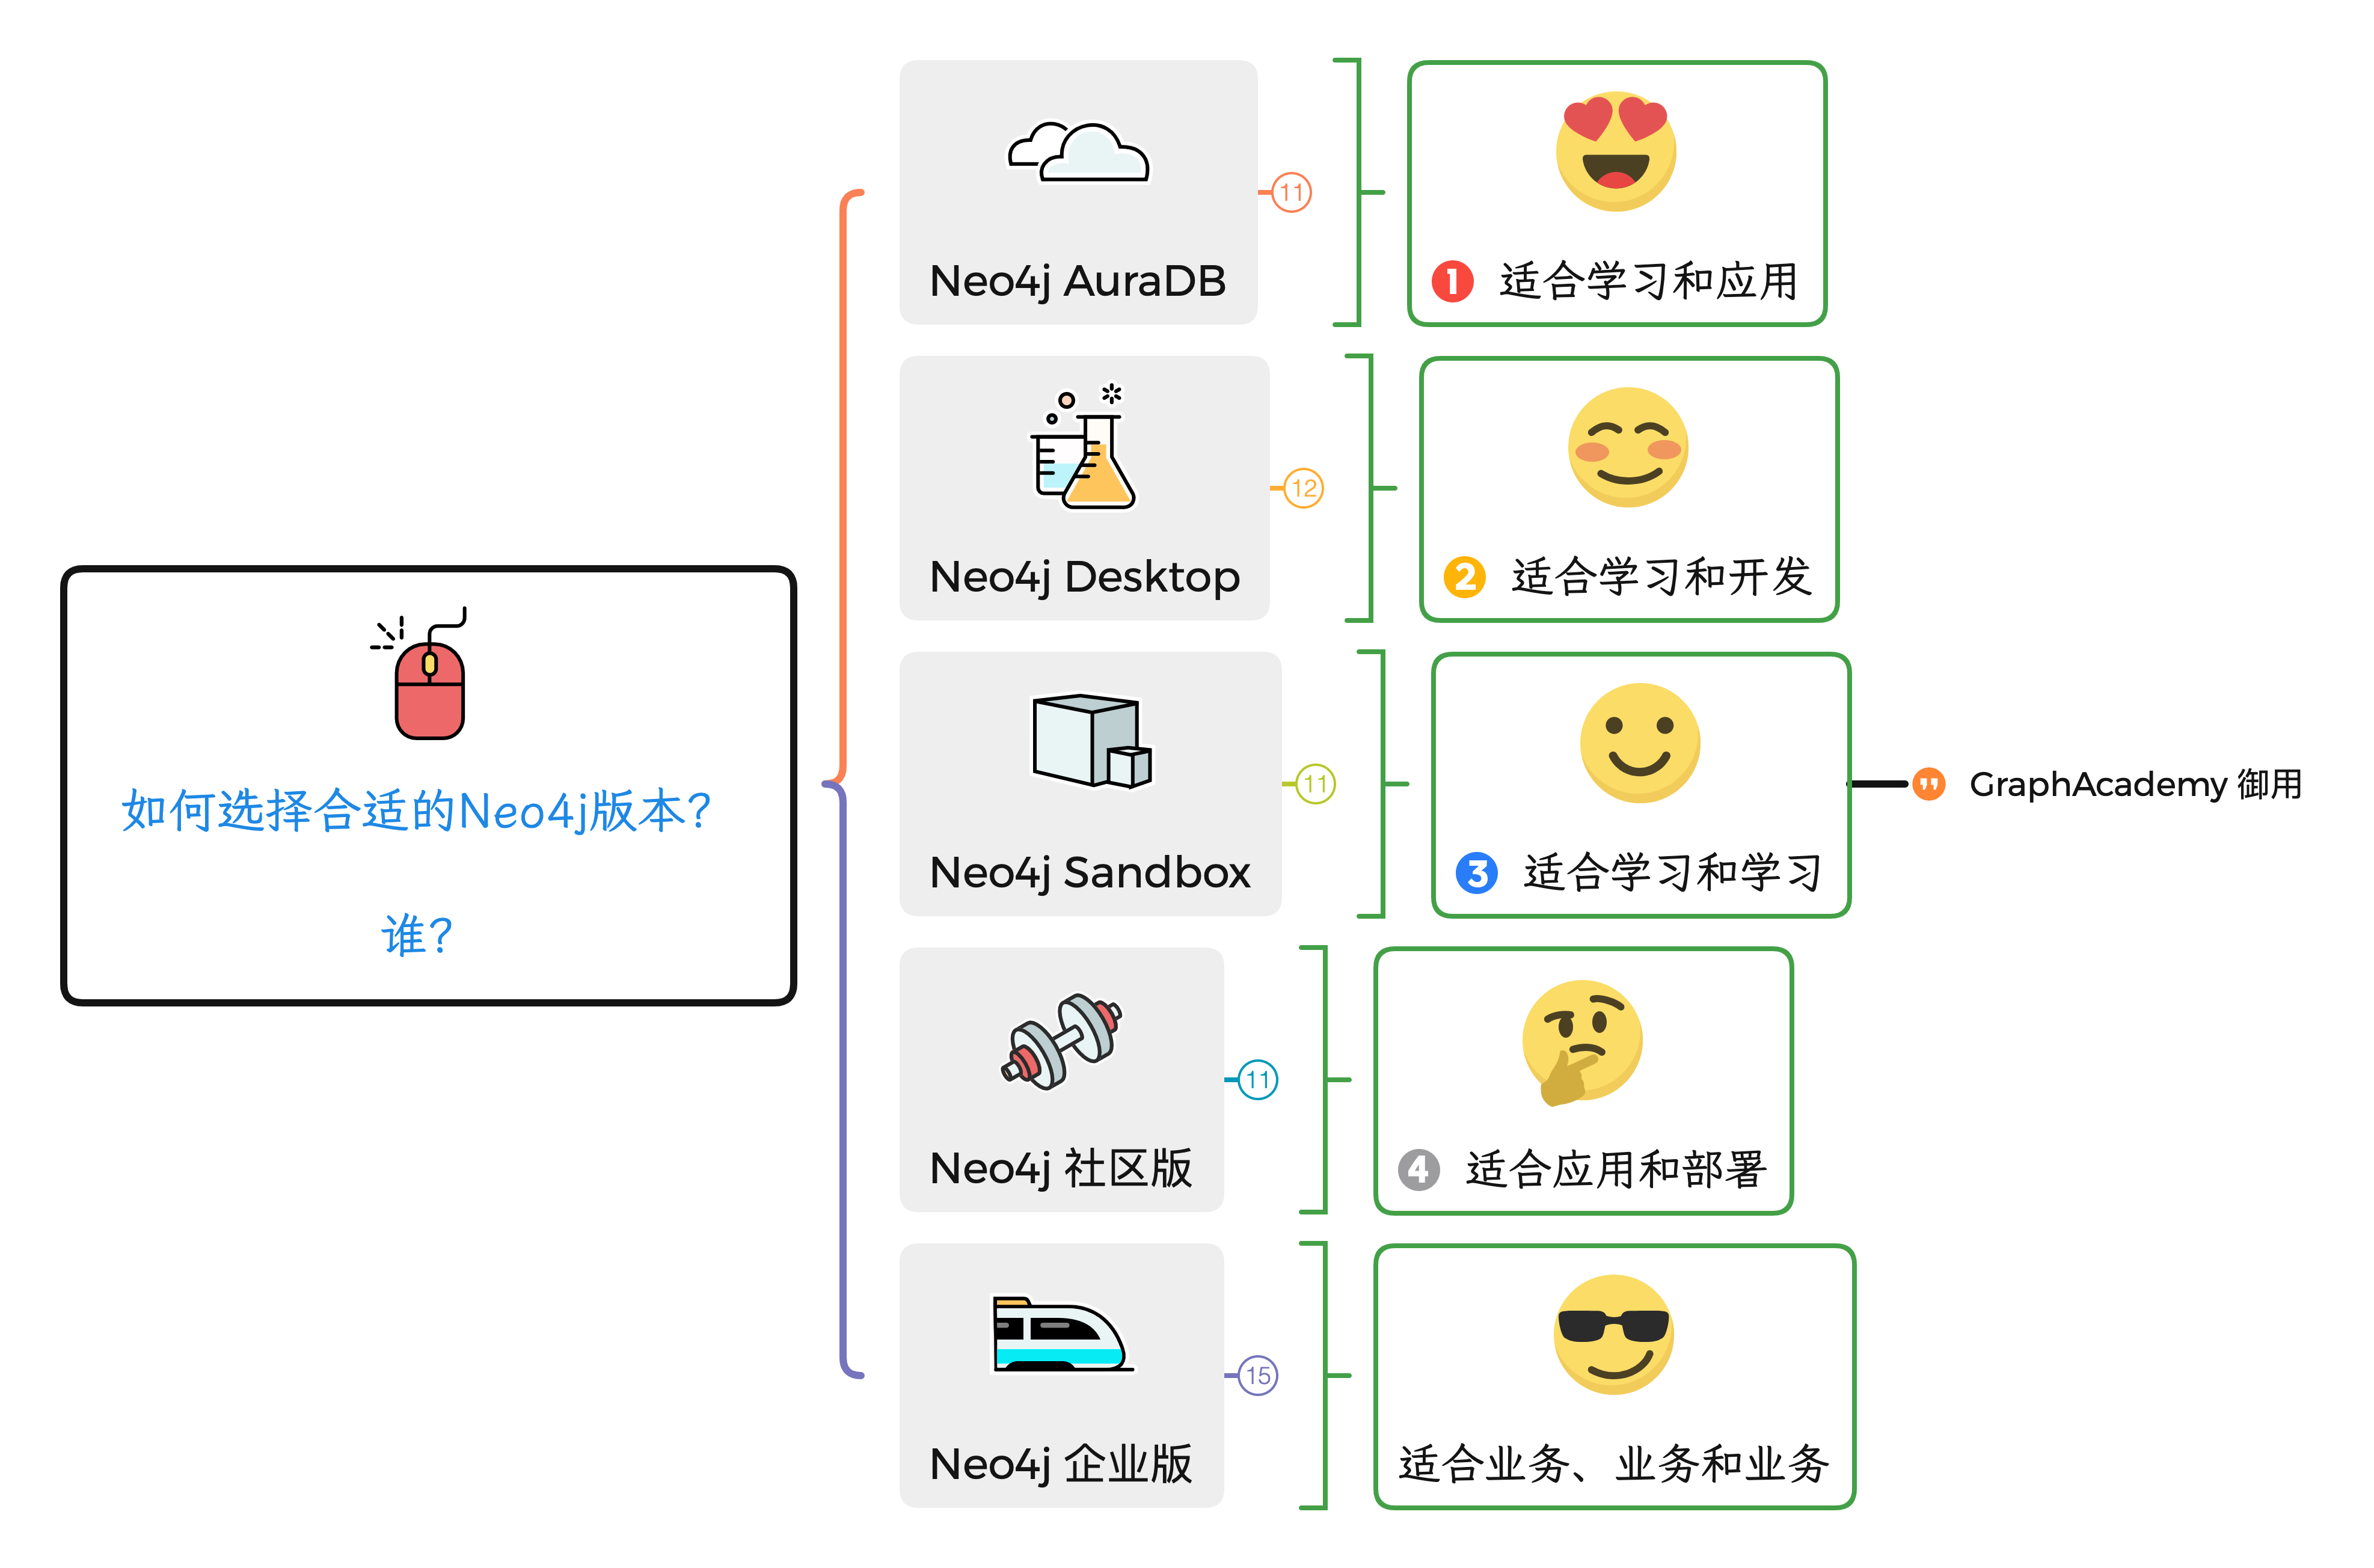 如何选择合适的Neo4j版本？
谁？
Neo4j AuraDB
11
1 适合学习和应用
Neo4j Desktop
12
2 适合学习和开发
Neo4j Sandbox
11
3 适合学习和学习
GraphAcademy 御用
Neo4j 社区版
11
4 适合应用和部署
Neo4j 企业版
15
适合业务、业务和业务